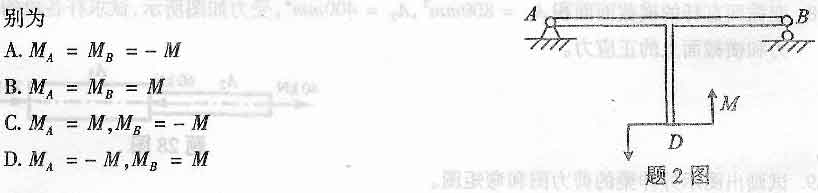 别为
A. M_A = M_B = − M
B. M_A = M_B = M
C. M_A = M, M_B = − M
D. M_A = − M, M_B = M
A
B
M
D
题 2 图